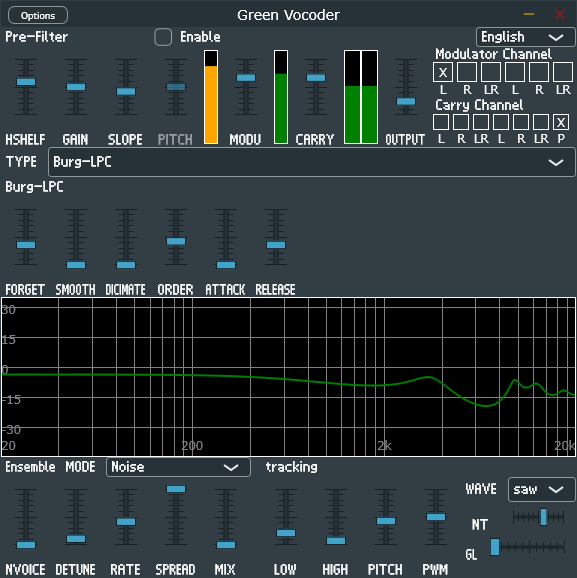 Options
Green Vocoder
Pre-Filter
Enable
English
Modulator Channel
X
L R LR L R LR
Carry Channel
X
L R LR L R LR P
HSHELF GAIN SLOPE PITCH MODU CARRY OUTPUT
TYPE Burg-LPC
Burg-LPC
FORGET SMOOTH DICIMATE ORDER ATTACK RELEASE
30
15
0
-15
-30
20 200 2k 20k
Ensemble MODE Noise tracking
WAVE saw
NT
GL
NVOICE DETUNE RATE SPREAD MIX LOW HIGH PITCH PWM